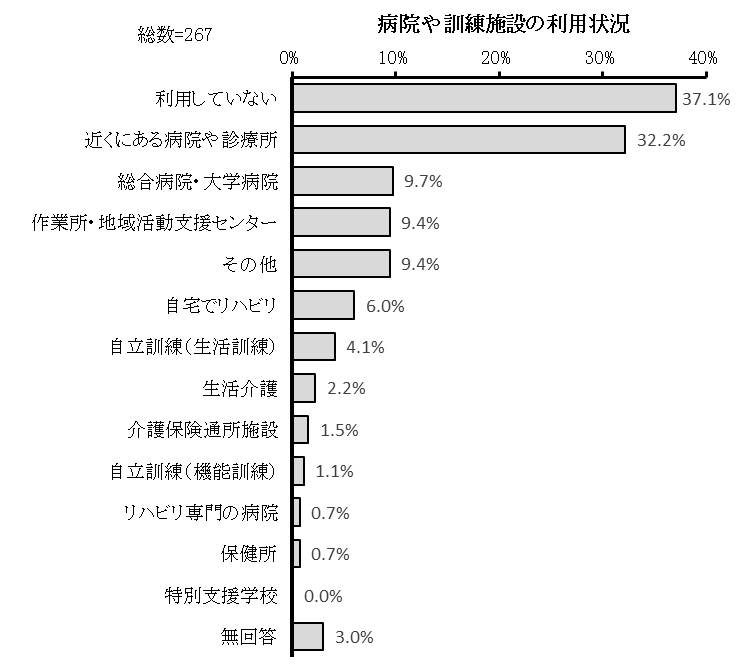 病院や訓練施設の利用状況
総数=267
0% 10% 20% 30% 40%
利用していない 37.1%
近くにある病院や診療所 32.2%
総合病院・大学病院 9.7%
作業所・地域活動支援センター 9.4%
その他 9.4%
自宅でリハビリ 6.0%
自立訓練(生活訓練) 4.1%
生活介護 2.2%
介護保険通所施設 1.5%
自立訓練(機能訓練) 1.1%
リハビリ専門の病院 0.7%
保健所 0.7%
特別支援学校 0.0%
無回答 3.0%